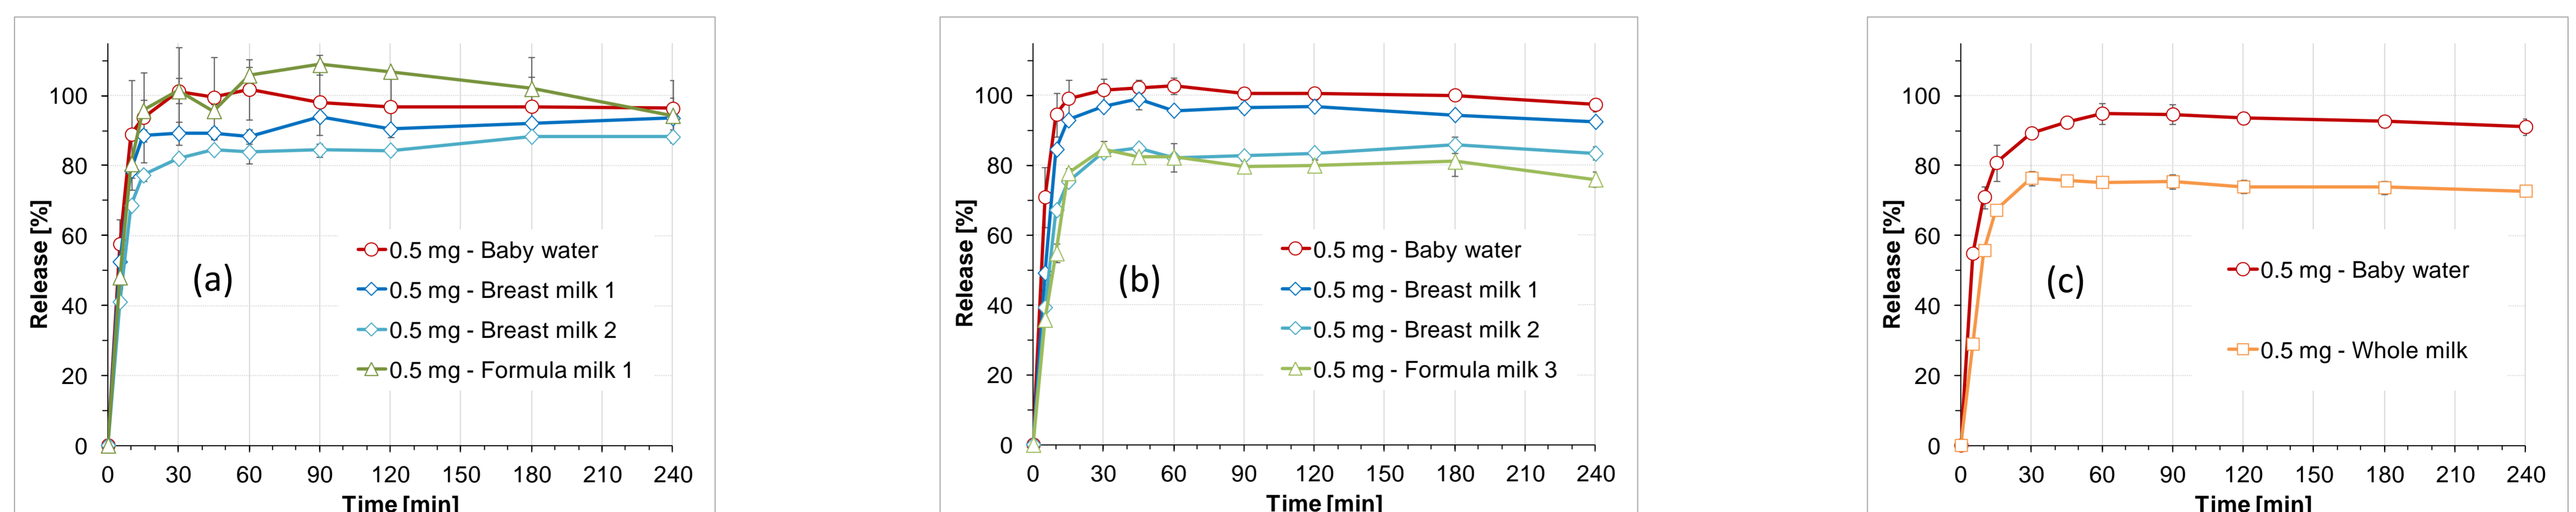 Release [%]
100
80
60
40
20
0
(a)
0.5 mg - Baby water
0.5 mg - Breast milk 1
0.5 mg - Breast milk 2
0.5 mg - Formula milk 1
0 30 60 90 120 150 180 210 240
Time [min]
Release [%]
100
80
60
40
20
0
(b)
0.5 mg - Baby water
0.5 mg - Breast milk 1
0.5 mg - Breast milk 2
0.5 mg - Formula milk 3
0 30 60 90 120 150 180 210 240
Time [min]
Release [%]
100
80
60
40
20
0
(c)
0.5 mg - Baby water
0.5 mg - Whole milk
0 30 60 90 120 150 180 210 240
Time [min]